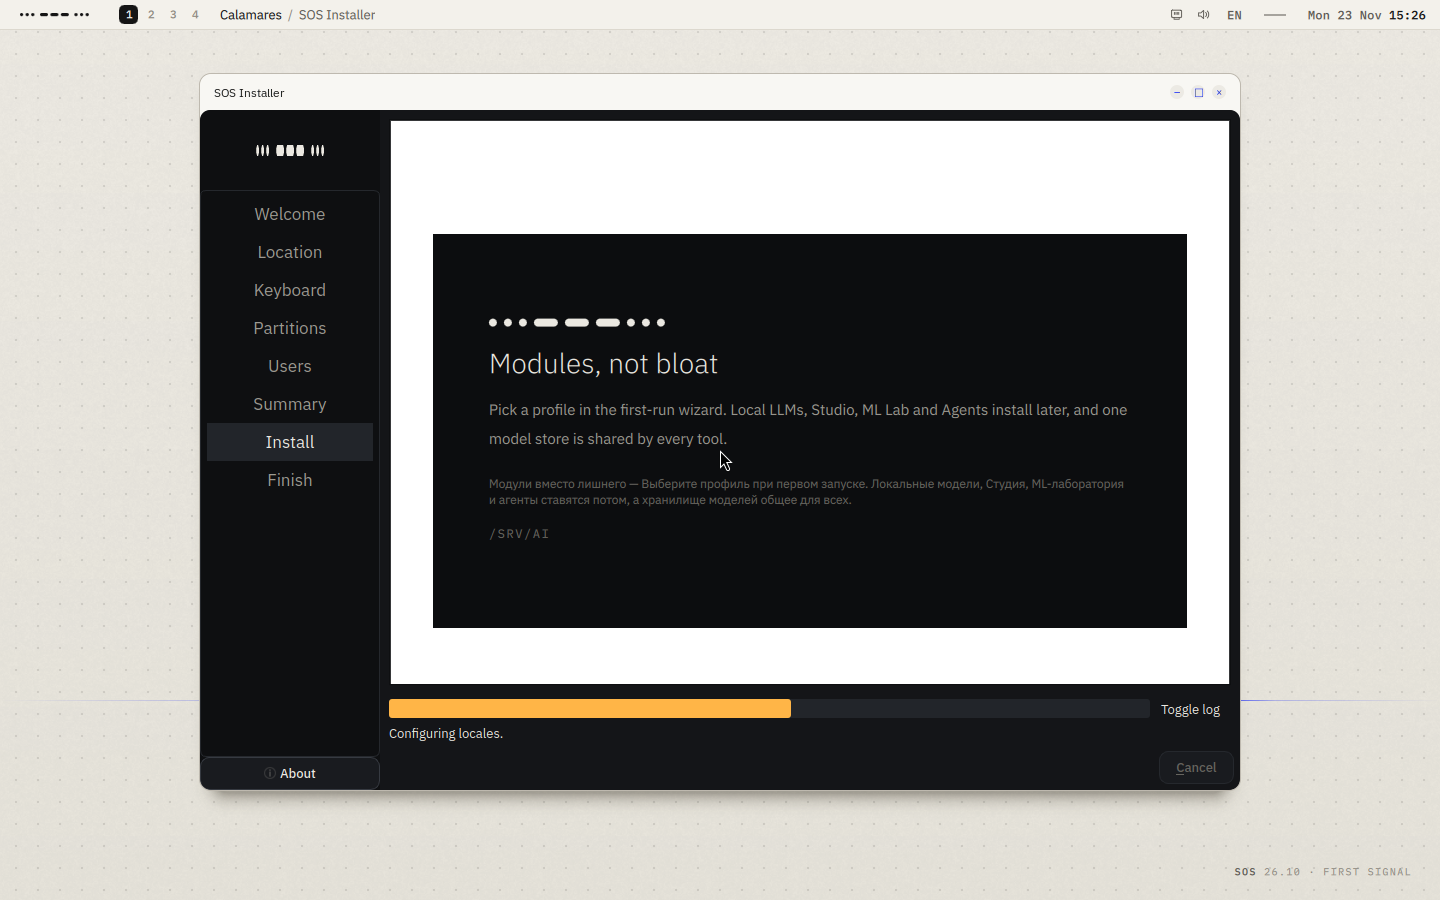 1 2 3 4 Calamares / SOS Installer EN Mon 23 Nov 15:26
SOS Installer
Welcome
Location
Keyboard
Partitions
Users
Summary
Install
Finish
About
Modules, not bloat
Pick a profile in the first-run wizard. Local LLMs, Studio, ML Lab and Agents install later, and one
model store is shared by every tool.
Модули вместо лишнего — Выберите профиль при первом запуске. Локальные модели, Студия, ML-лаборатория
и агенты ставятся потом, а хранилище моделей общее для всех.
/SRV/AI
Toggle log
Configuring locales.
Cancel
SOS 26.10 · FIRST SIGNAL